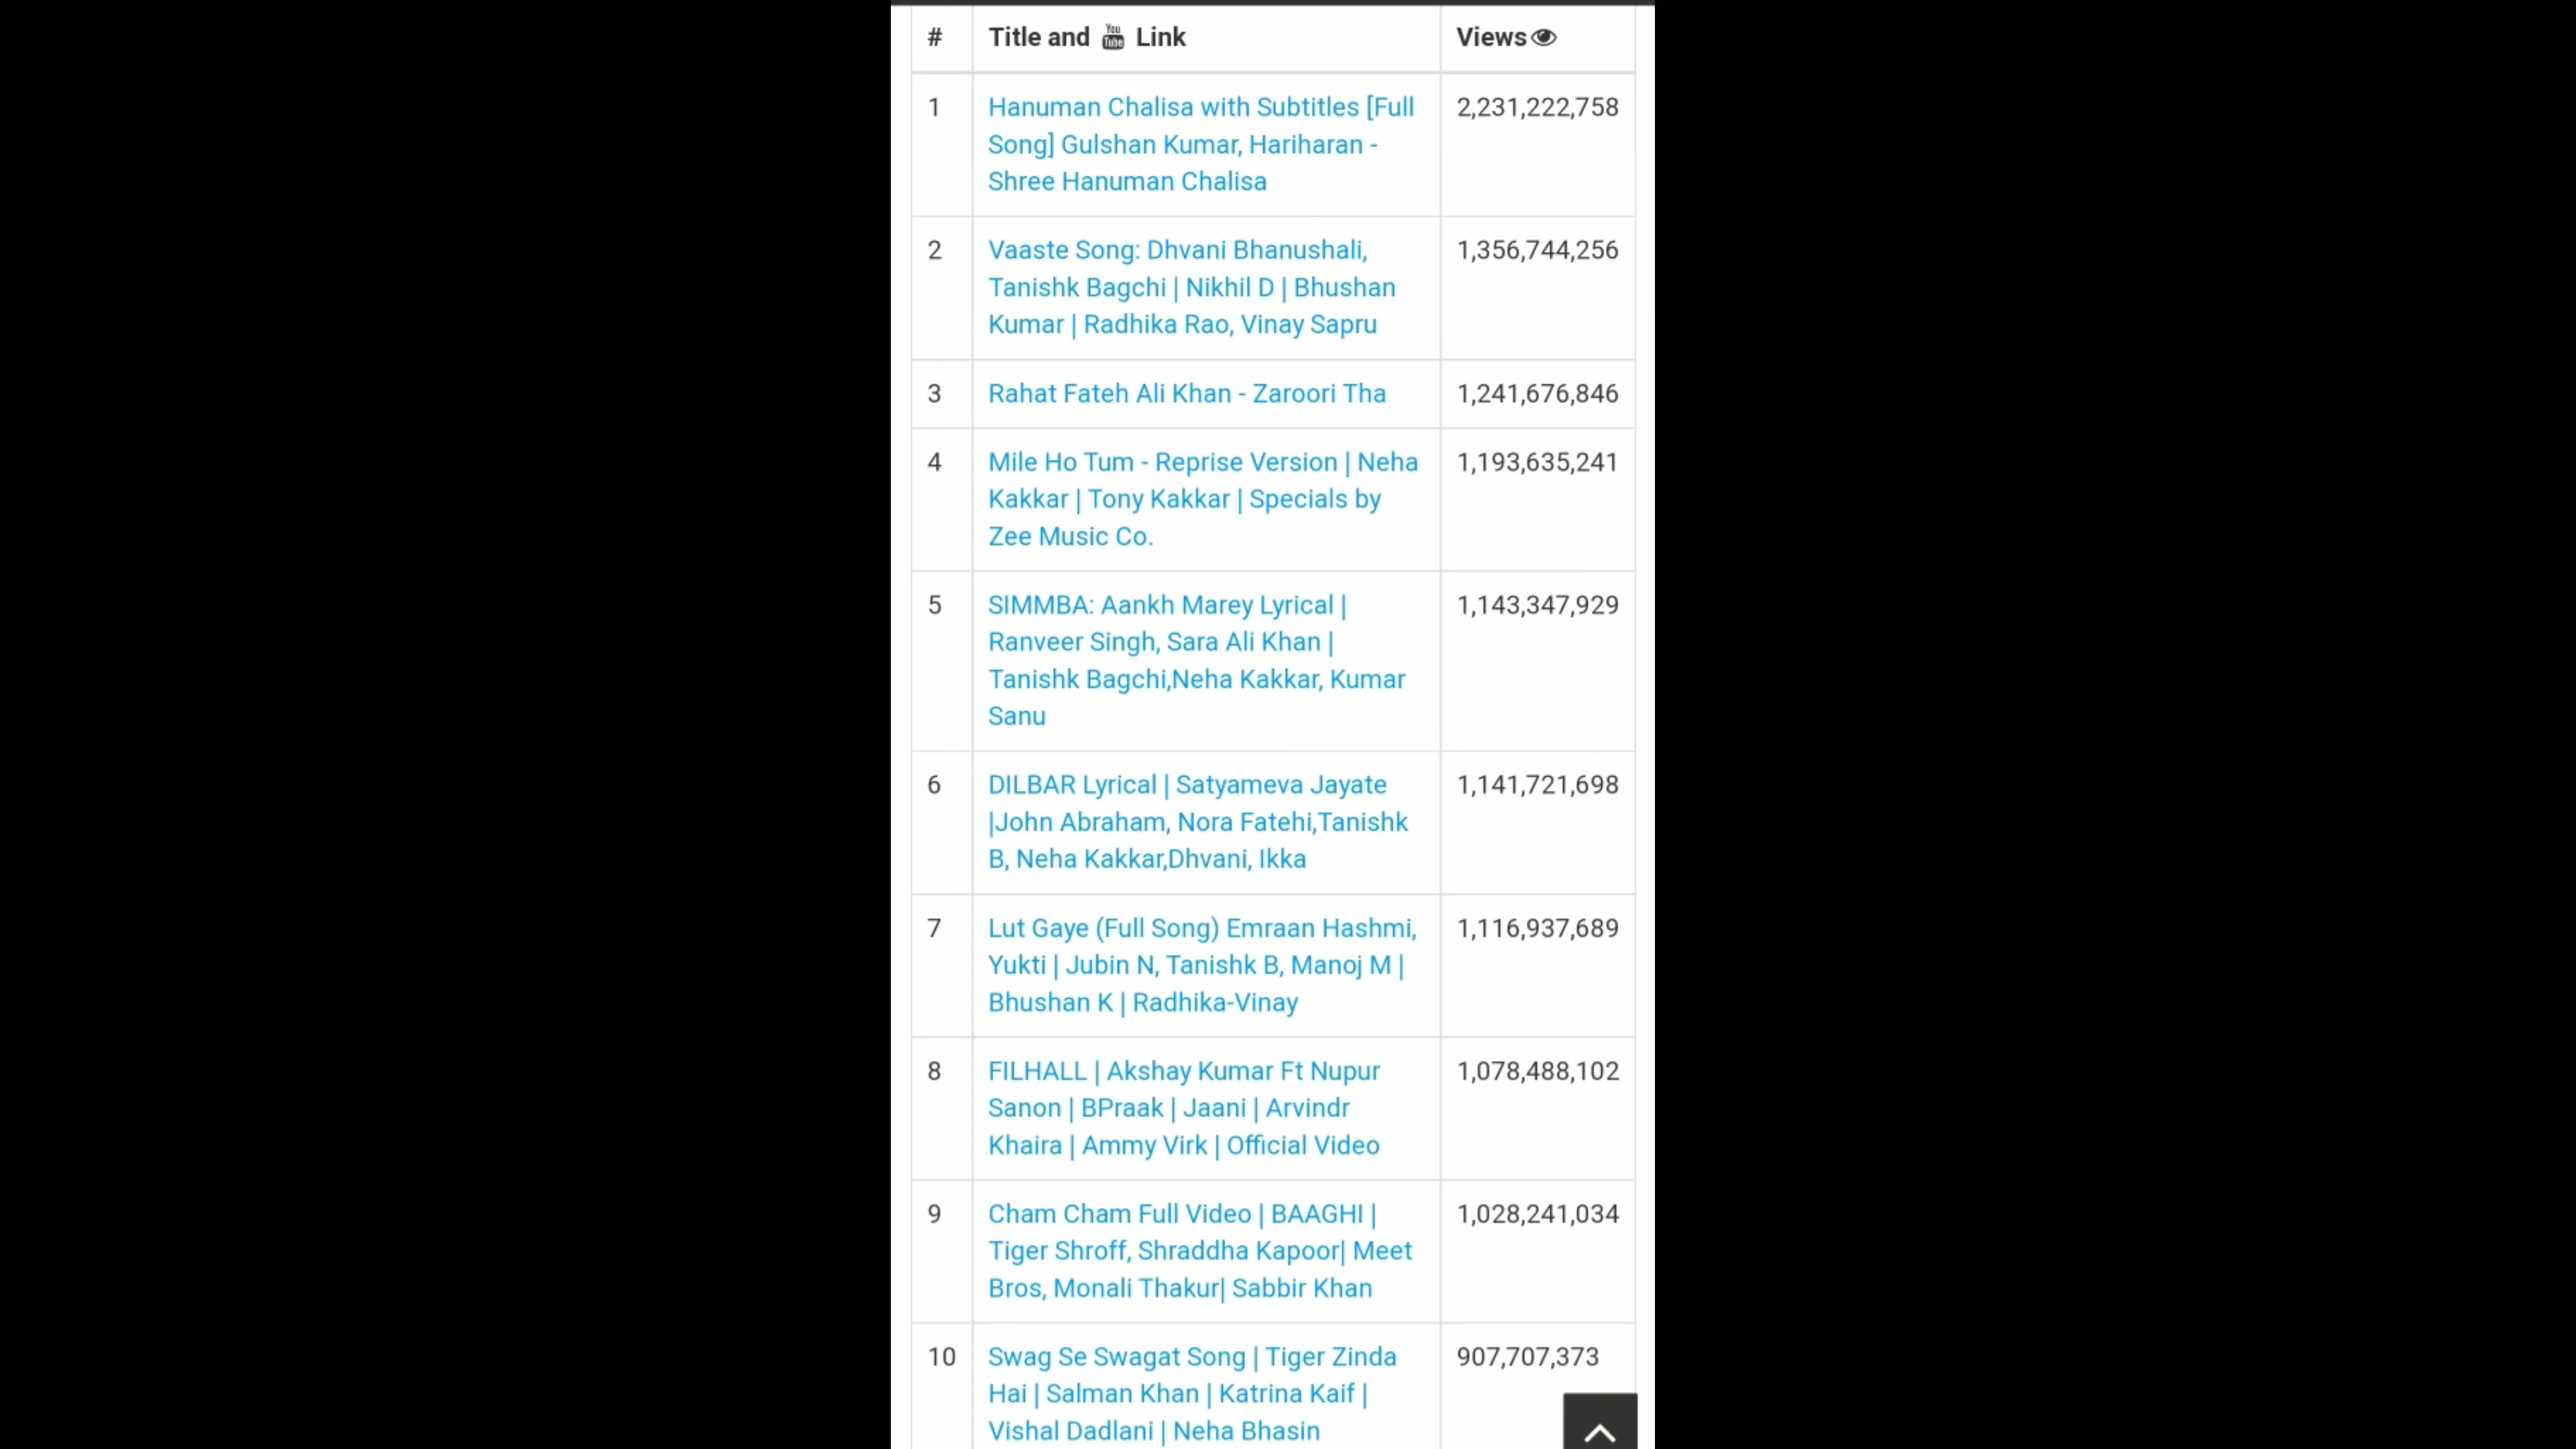 # Title and You Tube Link Views
1 Hanuman Chalisa with Subtitles [Full 2,231,222,758
Song] Gulshan Kumar, Hariharan -
Shree Hanuman Chalisa
2 Vaaste Song: Dhvani Bhanushali, 1,356,744,256
Tanishk Bagchi | Nikhil D | Bhushan
Kumar | Radhika Rao, Vinay Sapru
3 Rahat Fateh Ali Khan - Zaroori Tha 1,241,676,846
4 Mile Ho Tum - Reprise Version | Neha 1,193,635,241
Kakkar | Tony Kakkar | Specials by
Zee Music Co.
5 SIMMBA: Aankh Marey Lyrical | 1,143,347,929
Ranveer Singh, Sara Ali Khan |
Tanishk Bagchi,Neha Kakkar, Kumar
Sanu
6 DILBAR Lyrical | Satyameva Jayate 1,141,721,698
|John Abraham, Nora Fatehi,Tanishk
B, Neha Kakkar,Dhvani, Ikka
7 Lut Gaye (Full Song) Emraan Hashmi, 1,116,937,689
Yukti | Jubin N, Tanishk B, Manoj M |
Bhushan K | Radhika-Vinay
8 FILHALL | Akshay Kumar Ft Nupur 1,078,488,102
Sanon | BPraak | Jaani | Arvindr
Khaira | Ammy Virk | Official Video
9 Cham Cham Full Video | BAAGHI | 1,028,241,034
Tiger Shroff, Shraddha Kapoor| Meet
Bros, Monali Thakur| Sabbir Khan
10 Swag Se Swagat Song | Tiger Zinda 907,707,373
Hai | Salman Khan | Katrina Kaif |
Vishal Dadlani | Neha Bhasin